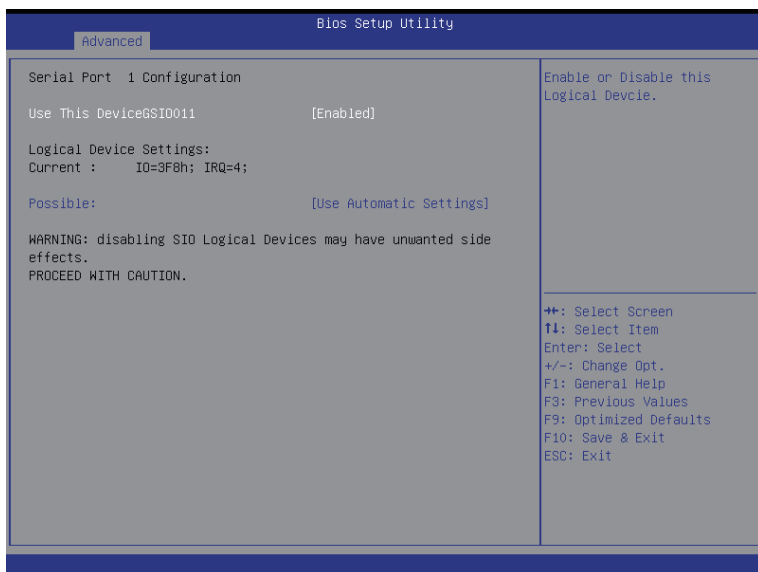 Bios Setup Utility
Advanced
Serial Port 1 Configuration
Use This DeviceGSIO011 [Enabled]
Logical Device Settings:
Current : IO=3F8h; IRQ=4;
Possible: [Use Automatic Settings]
WARNING: disabling SIO Logical Devices may have unwanted side
effects.
PROCEED WITH CAUTION.
Enable or Disable this
Logical Devcie.
→←: Select Screen
↑↓: Select Item
Enter: Select
+/-: Change Opt.
F1: General Help
F3: Previous Values
F9: Optimized Defaults
F10: Save & Exit
ESC: Exit